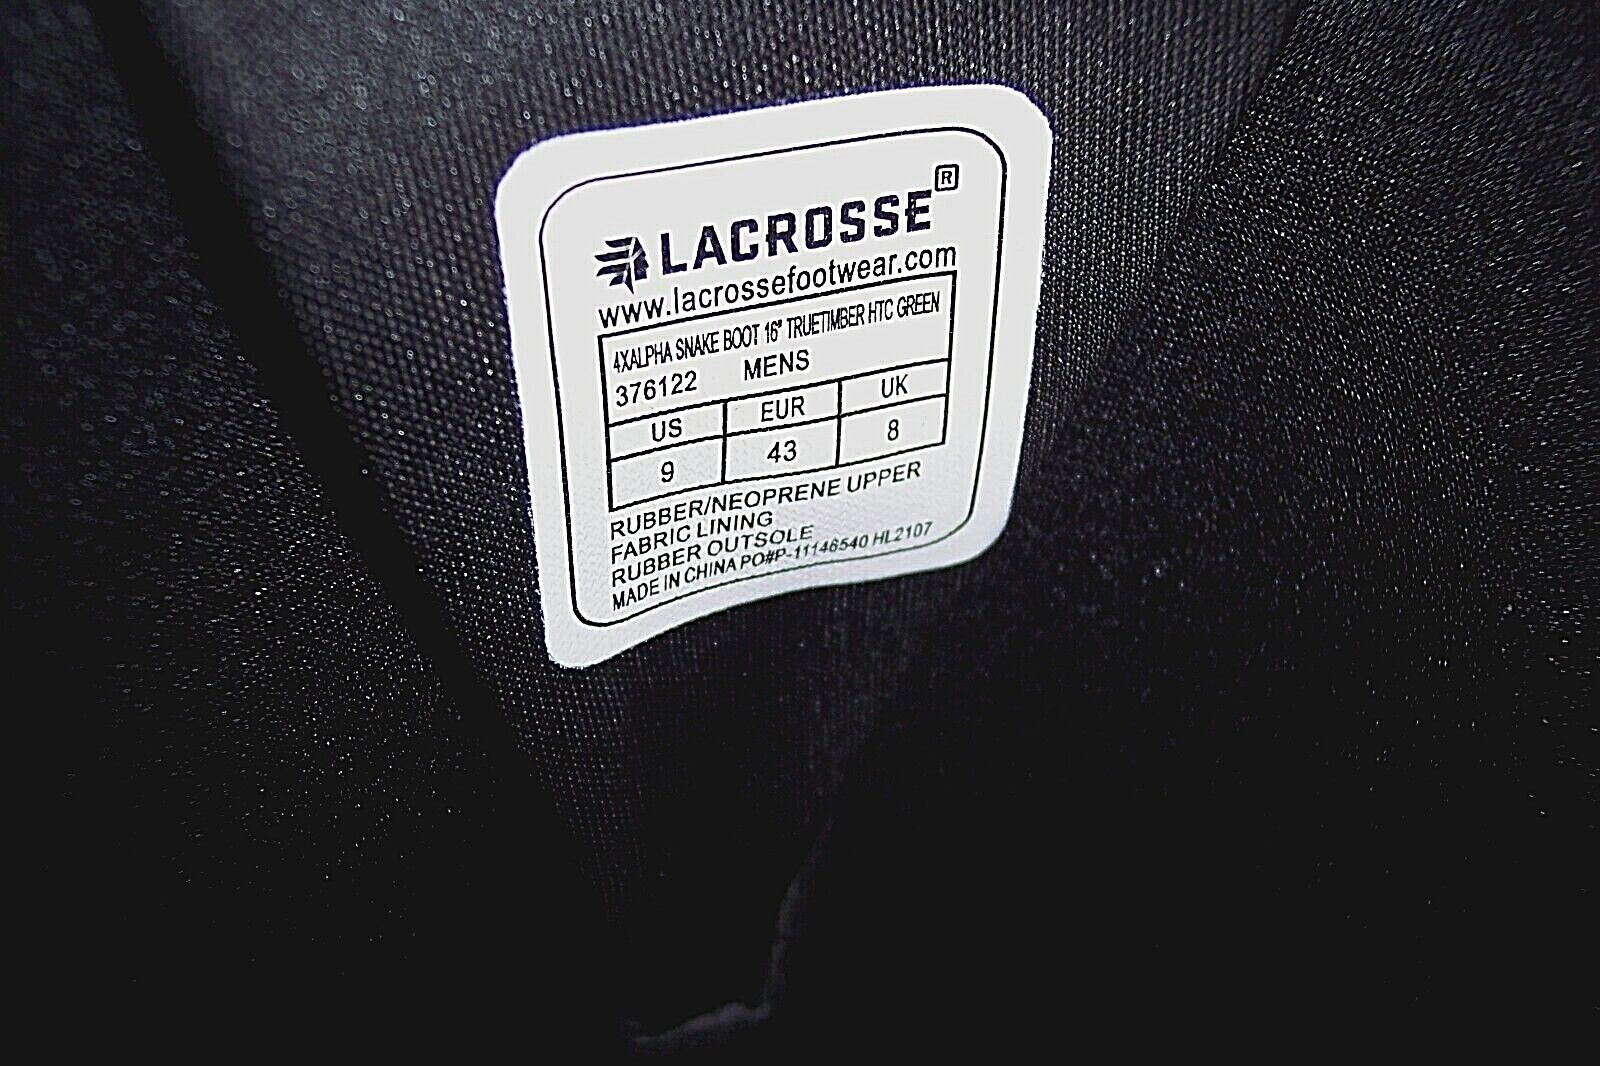 LACROSSE®
www.lacrossefootwear.com
4XALPHA SNAKE BOOT 16" TRUETIMBER HTC GREEN
376122 MENS
US EUR UK
9 43 8
RUBBER/NEOPRENE UPPER
FABRIC LINING
RUBBER OUTSOLE
MADE IN CHINA PO#P-11146540 HL2107